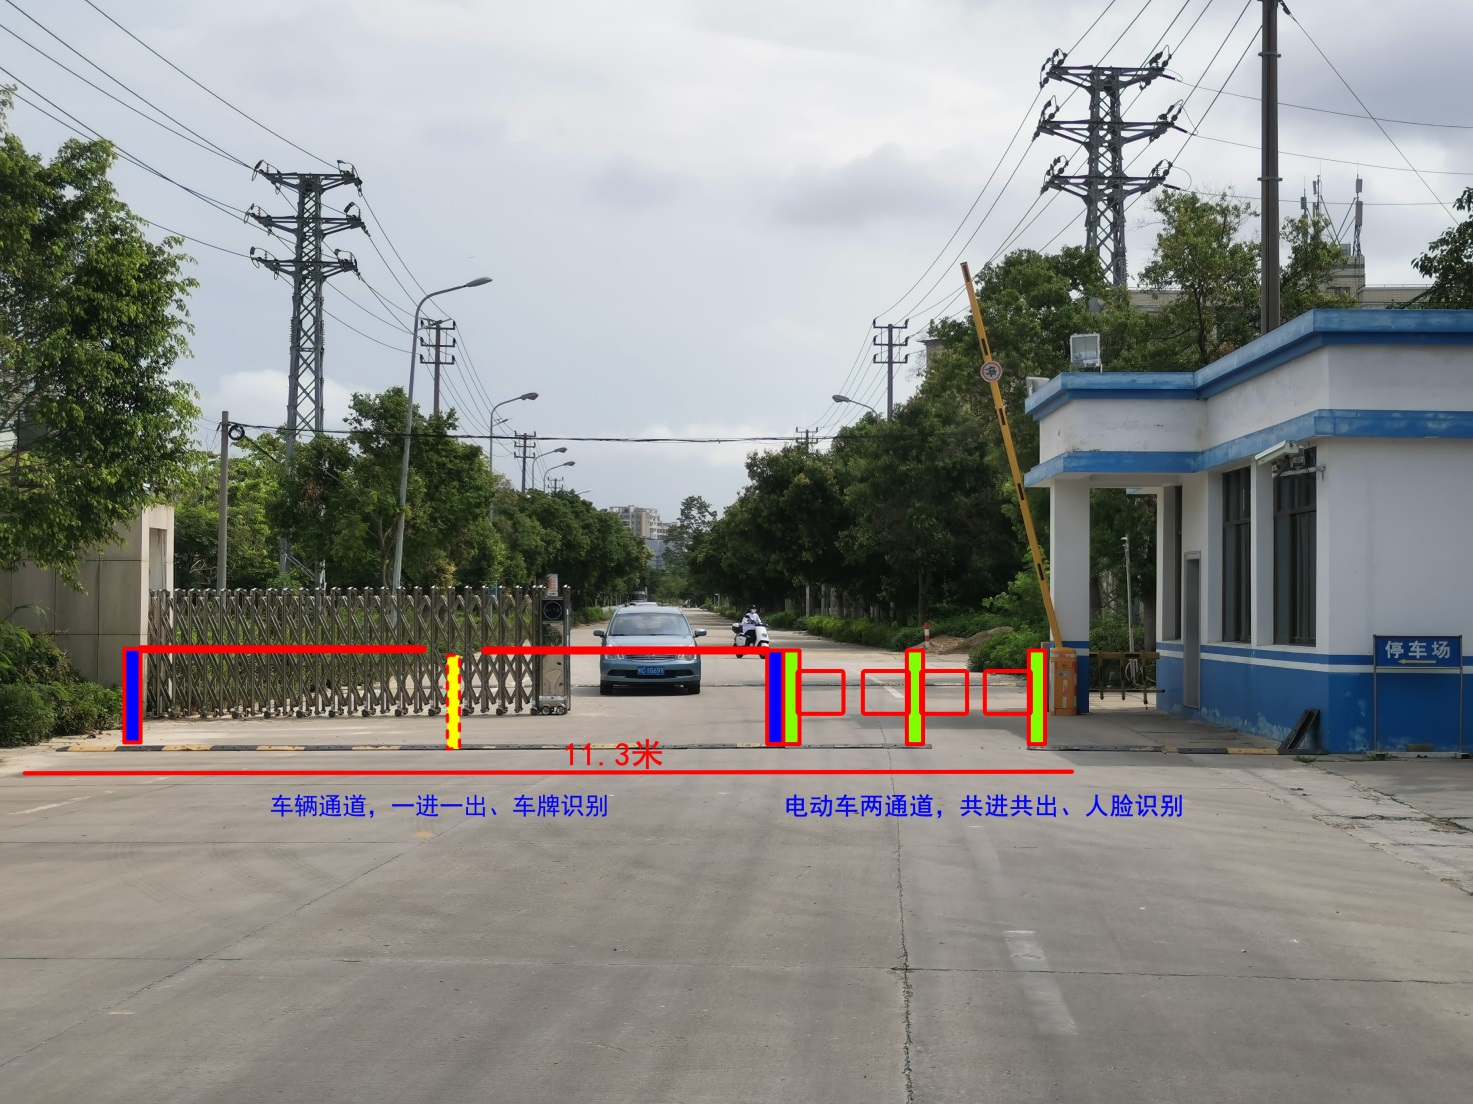 停车场
11.3米
车辆通道，一进一出、车牌识别
电动车两通道，共进共出、人脸识别